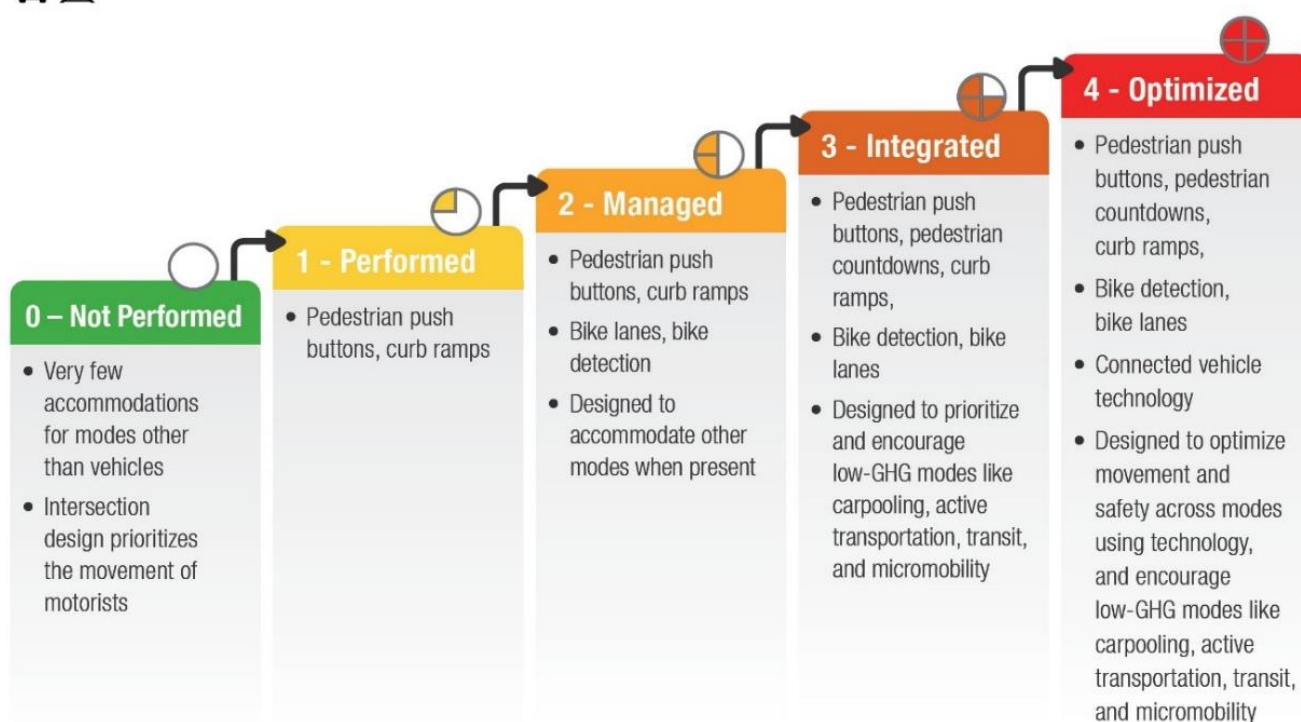 0 – Not Performed
• Very few
accommodations
for modes other
than vehicles
• Intersection
design prioritizes
the movement of
motorists
1 - Performed
• Pedestrian push
buttons, curb ramps
2 - Managed
• Pedestrian push
buttons, curb ramps
• Bike lanes, bike
detection
• Designed to
accommodate other
modes when present
3 - Integrated
• Pedestrian push
buttons, pedestrian
countdowns, curb
ramps,
• Bike detection, bike
lanes
• Designed to prioritize
and encourage
low-GHG modes like
carpooling, active
transportation, transit,
and micromobility
4 - Optimized
• Pedestrian push
buttons, pedestrian
countdowns,
curb ramps,
• Bike detection,
bike lanes
• Connected vehicle
technology
• Designed to optimize
movement and
safety across modes
using technology,
and encourage
low-GHG modes like
carpooling, active
transportation, transit,
and micromobility